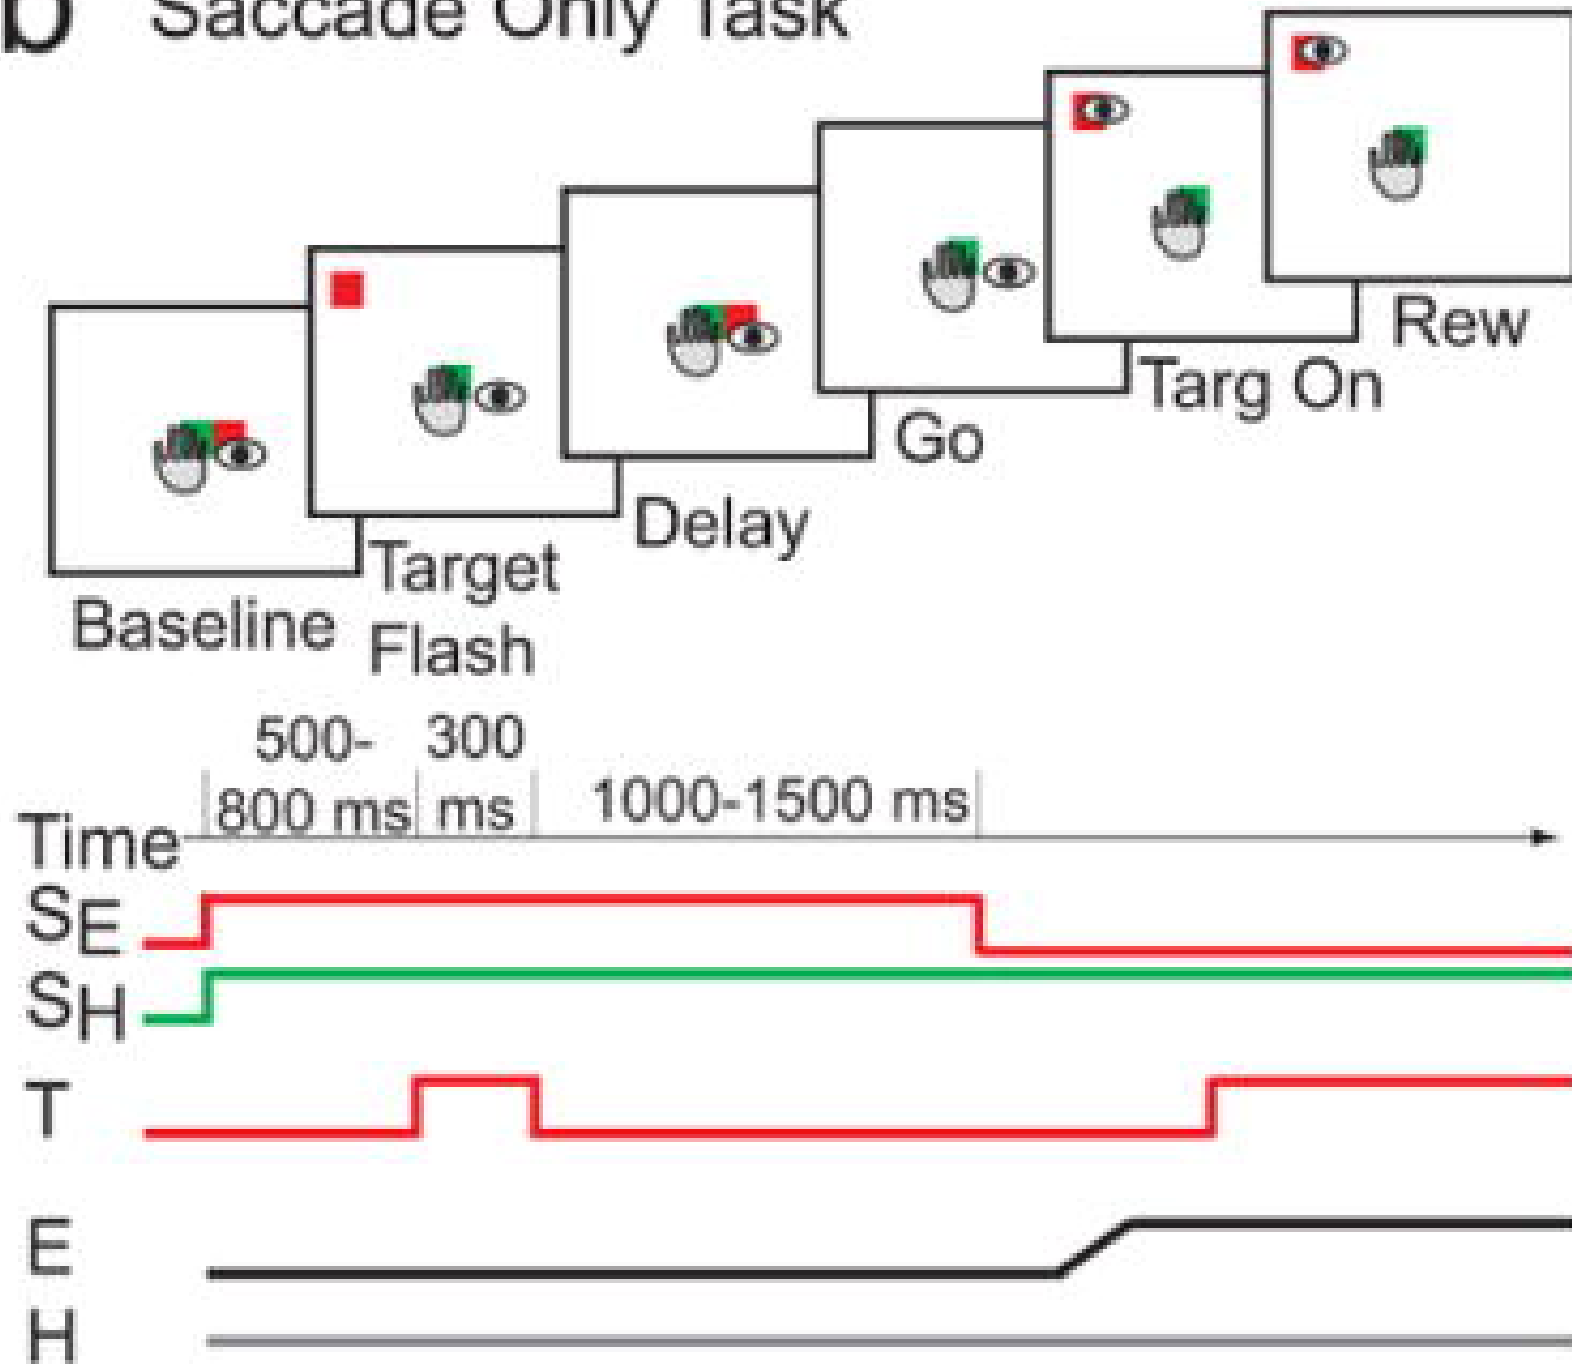 b Saccade Only Task
Rew
Targ On
Go
Delay
Target
Flash
Baseline
500-
800 ms
300
ms
1000-1500 ms
Time
SE
SH
T
E
H